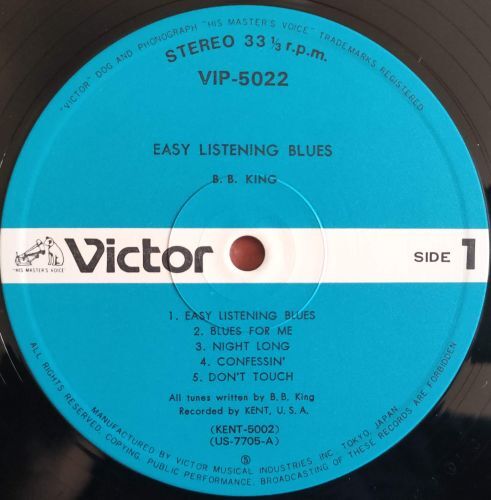 "VICTOR" DOG AND PHONOGRAPH "HIS MASTER'S VOICE" TRADEMARKS REGISTERED.
STEREO 33⅓ r.p.m.
VIP-5022
EASY LISTENING BLUES
B. B. KING
"HIS MASTER'S VOICE"
Victor
SIDE 1
1. EASY LISTENING BLUES
2. BLUES FOR ME
3. NIGHT LONG
4. CONFESSIN'
5. DON'T TOUCH
All tunes written by B. B. King
Recorded by KENT, U. S. A.
(KENT-5002)
(US-7705-A)
Ⓢ
MANUFACTURED BY VICTOR MUSICAL INDUSTRIES INC. TOKYO, JAPAN
ALL RIGHTS RESERVED. COPYING, PUBLIC PERFORMANCE, BROADCASTING OF THESE RECORDS ARE FORBIDDEN.